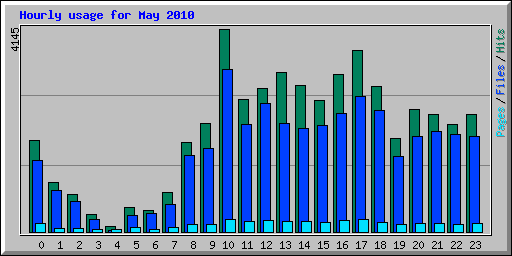 Hourly usage for May 2010
4145
Pages/Files/Hits
0 1 2 3 4 5 6 7 8 9 10 11 12 13 14 15 16 17 18 19 20 21 22 23